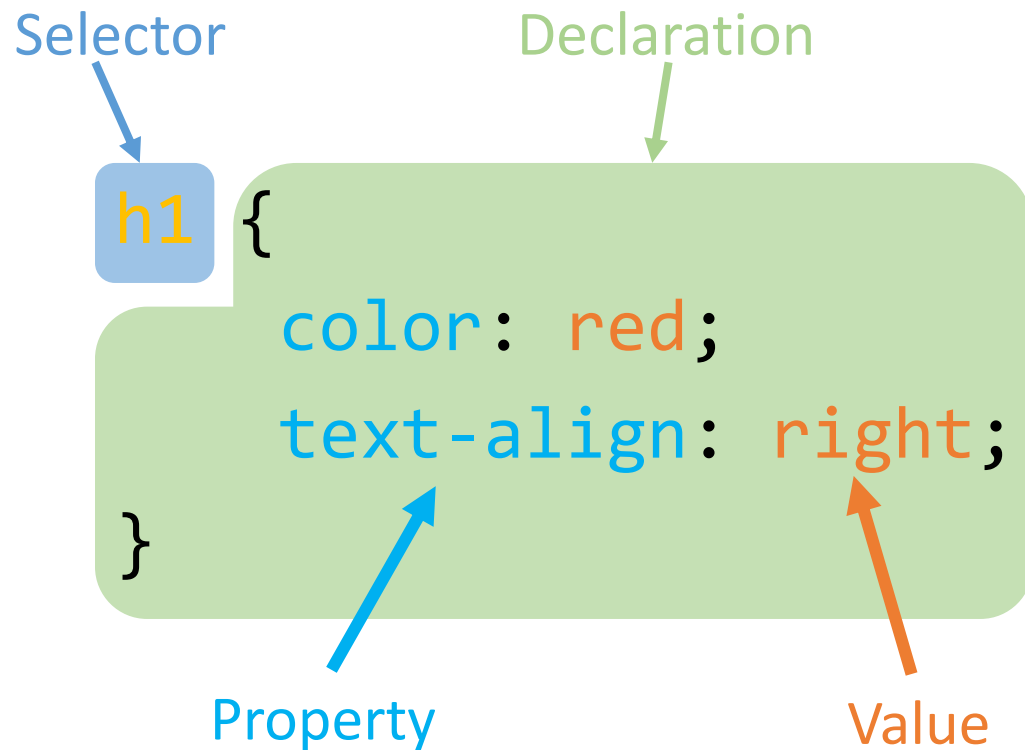 Selector Declaration
h1 {
color: red;
text-align: right;
}
Property Value